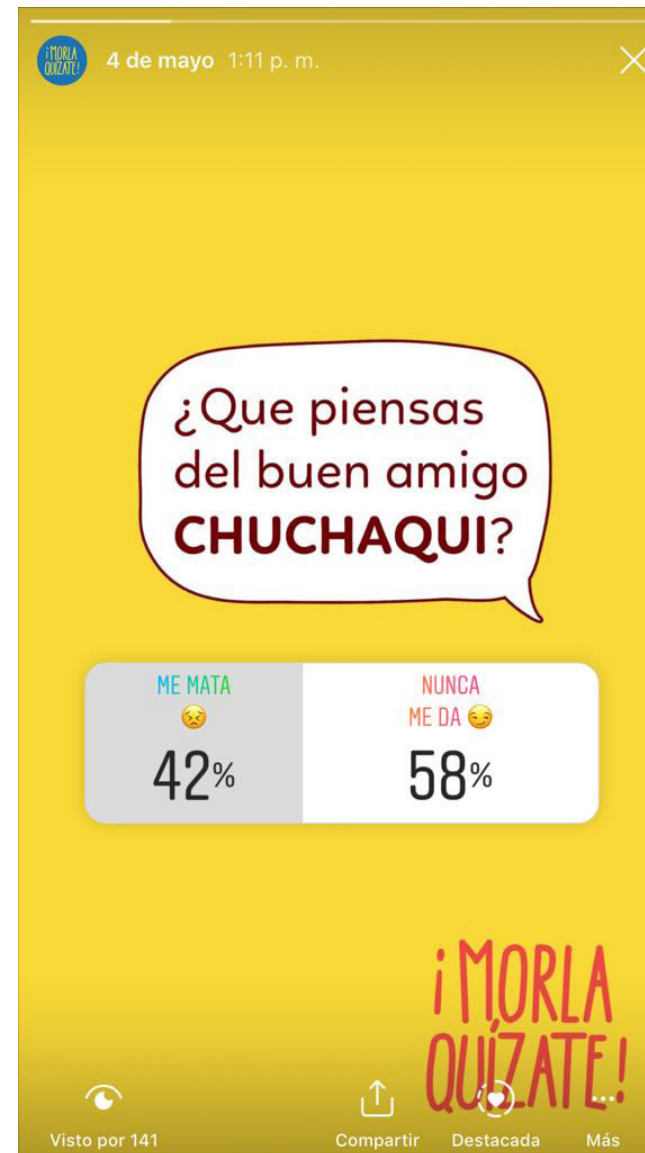 ¡MORLA
QUÍZATE!
4 de mayo 1:11 p. m.
¿Que piensas
del buen amigo
CHUCHAQUI?
ME MATA
😣
42%
NUNCA
ME DA 😏
58%
¡MORLA
QUÍZATE!
Visto por 141
Compartir
Destacada
Más